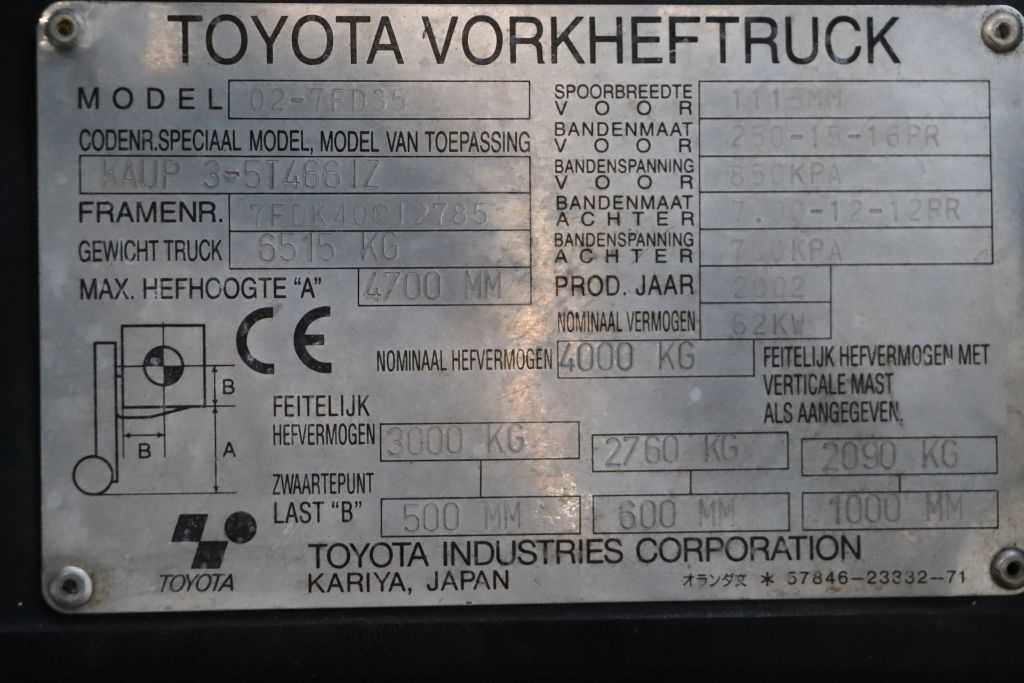 TOYOTA VORKHEFTRUCK
MODEL 02-7FD35
CODENR.SPECIAAL MODEL, MODEL VAN TOEPASSING
KAUP 3-5T466IZ
FRAMENR. 7FDK40812785
GEWICHT TRUCK 6515 KG
MAX. HEFHOOGTE "A" 4700 MM
SPOORBREEDTE VOOR 1115MM
BANDENMAAT VOOR 250-15-16PR
BANDENSPANNING VOOR 850KPA
BANDENMAAT ACHTER 7.00-12-12PR
BANDENSPANNING ACHTER 700KPA
PROD. JAAR 2002
NOMINAAL VERMOGEN 62KW
NOMINAAL HEFVERMOGEN 4000 KG
FEITELIJK HEFVERMOGEN MET
VERTICALE MAST
ALS AANGEGEVEN.
B
B A
CE
FEITELIJK
HEFVERMOGEN 3000 KG 2760 KG 2090 KG
ZWAARTEPUNT
LAST "B" 500 MM 600 MM 1000 MM
TOYOTA
TOYOTA INDUSTRIES CORPORATION
KARIYA, JAPAN
オランダ文 * 57846-23332-71